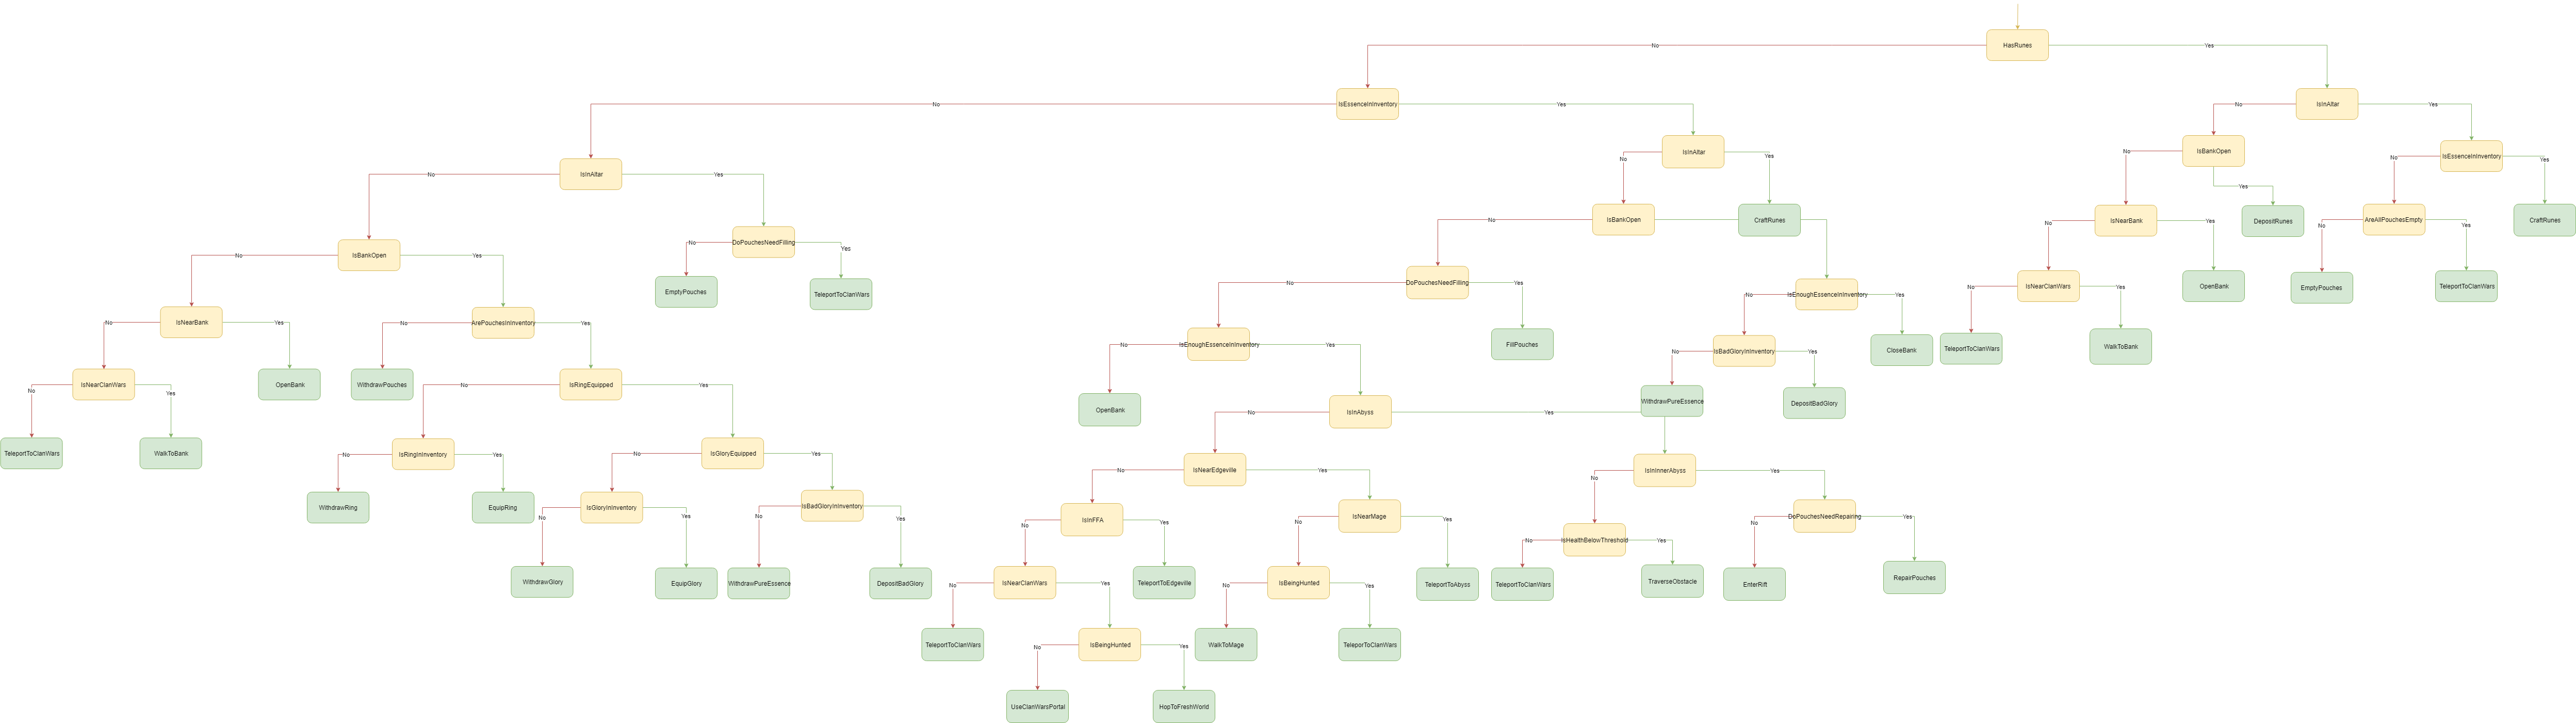 HasRunes
No
Yes
IsEssenceInInventory
No
Yes
IsInAltar
No
Yes
IsInAltar
No
Yes
IsInAltar
No
Yes
IsBankOpen
No
Yes
IsEssenceInInventory
No
Yes
IsBankOpen
No
CraftRunes
IsNearBank
No
Yes
DepositRunes
AreAllPouchesEmpty
No
Yes
CraftRunes
DoPouchesNeedFilling
No
Yes
IsBankOpen
No
Yes
DoPouchesNeedFilling
No
Yes
IsEnoughEssenceInInventory
No
Yes
IsNearClanWars
No
Yes
OpenBank
EmptyPouches
TeleportToClanWars
EmptyPouches
TeleportToClanWars
IsNearBank
No
Yes
ArePouchesInInventory
No
Yes
IsEnoughEssenceInInventory
No
Yes
FillPouches
IsBadGloryInInventory
No
Yes
CloseBank
TeleportToClanWars
WalkToBank
IsNearClanWars
No
Yes
OpenBank
WithdrawPouches
IsRingEquipped
No
Yes
OpenBank
IsInAbyss
No
Yes
WithdrawPureEssence
DepositBadGlory
TeleportToClanWars
WalkToBank
IsRingInInventory
No
Yes
IsGloryEquipped
No
Yes
IsNearEdgeville
No
Yes
IsInInnerAbyss
No
Yes
WithdrawRing
EquipRing
IsGloryInInventory
No
Yes
IsBadGloryInInventory
No
Yes
IsInFFA
No
Yes
IsNearMage
No
Yes
IsHealthBelowThreshold
No
Yes
DoPouchesNeedRepairing
No
Yes
WithdrawGlory
EquipGlory
WithdrawPureEssence
DepositBadGlory
IsNearClanWars
No
Yes
TeleportToEdgeville
IsBeingHunted
No
Yes
TeleportToAbyss
TeleportToClanWars
TraverseObstacle
EnterRift
RepairPouches
TeleportToClanWars
IsBeingHunted
No
Yes
WalkToMage
TeleporToClanWars
UseClanWarsPortal
HopToFreshWorld